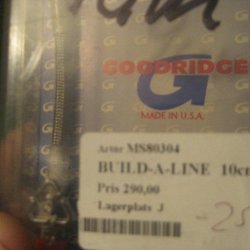 GOODRIDGE
G
MADE IN U.S.A.
Artnr MS80304
BUILD-A-LINE 10cm
Pris 290,00
Lagerplats J